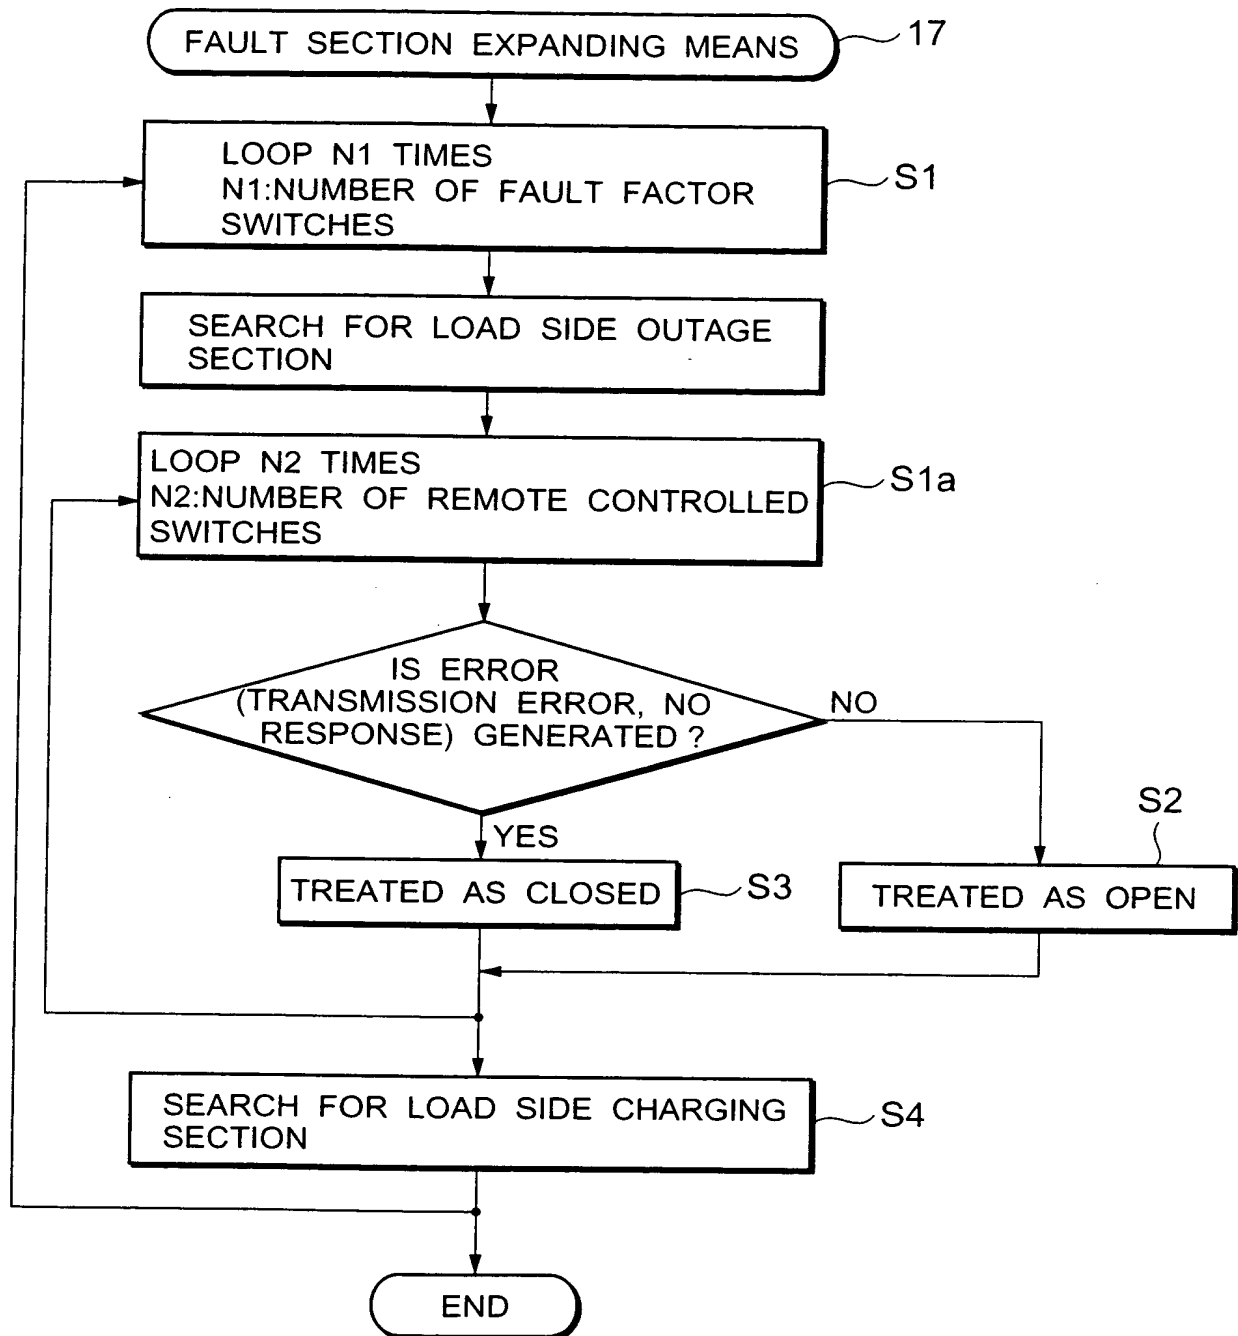 FAULT SECTION EXPANDING MEANS
17
LOOP N1 TIMES
N1:NUMBER OF FAULT FACTOR
SWITCHES
S1
SEARCH FOR LOAD SIDE OUTAGE
SECTION
LOOP N2 TIMES
N2:NUMBER OF REMOTE CONTROLLED
SWITCHES
S1a
IS ERROR
(TRANSMISSION ERROR, NO
RESPONSE) GENERATED ?
NO
YES
S2
TREATED AS CLOSED
S3
TREATED AS OPEN
SEARCH FOR LOAD SIDE CHARGING
SECTION
S4
END